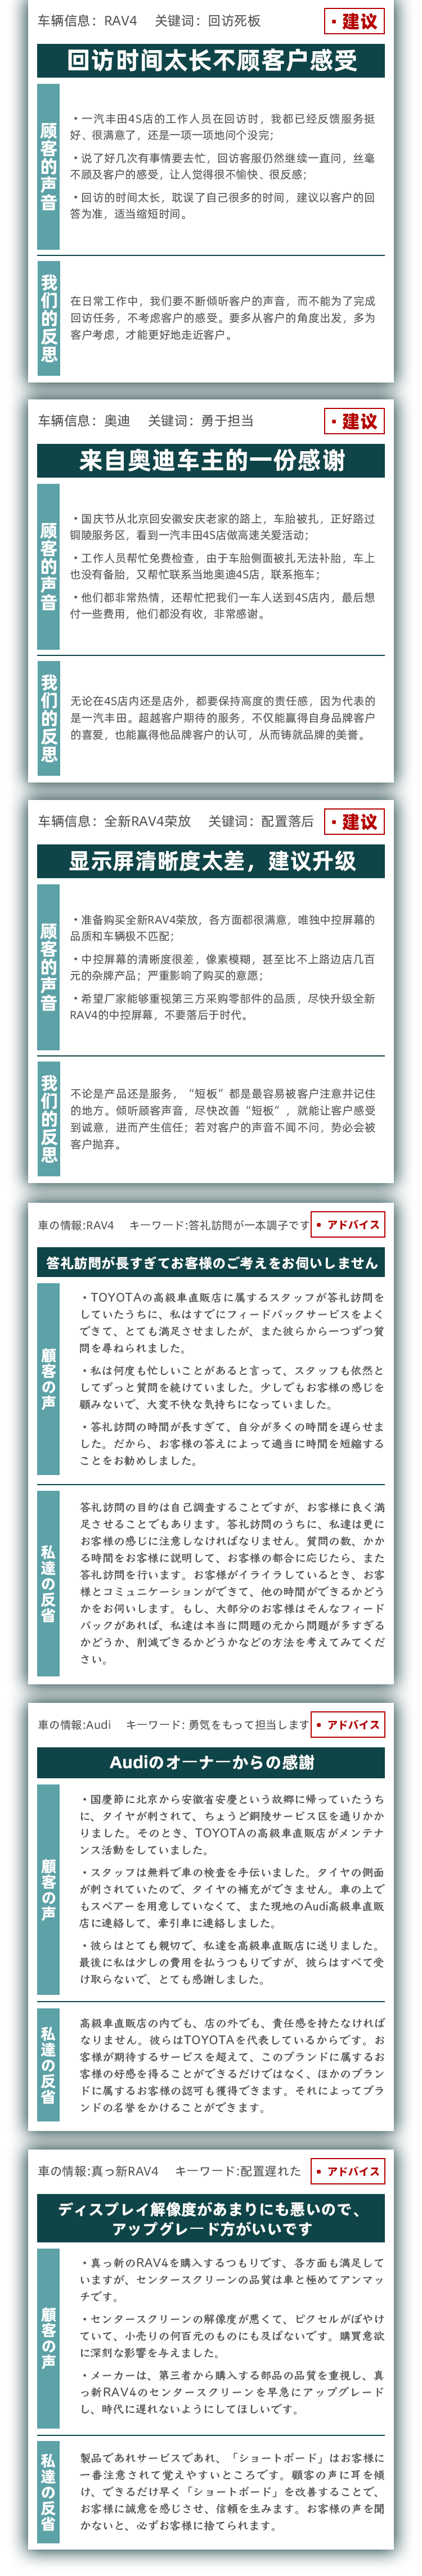 车辆信息：RAV4 关键词：回访死板
·建议
回访时间太长不顾客户感受
顾客的声音
·一汽丰田4S店的工作人员在回访时，我都已经反馈服务挺
好、很满意了，还是一项一项地问个没完；
·说了好几次有事情要去忙，回访客服仍然继续一直问，丝毫
不顾及客户的感受，让人觉得很不愉快、很反感；
·回访的时间太长，耽误了自己很多的时间，建议以客户的回
答为准，适当缩短时间。
我们的反思
在日常工作中，我们要不断倾听客户的声音，而不能为了完成
回访任务，不考虑客户的感受。要多从客户的角度出发，多为
客户考虑，才能更好地走近客户。
车辆信息：奥迪 关键词：勇于担当
·建议
来自奥迪车主的一份感谢
顾客的声音
·国庆节从北京回安徽安庆老家的路上，车胎被扎，正好路过
铜陵服务区，看到一汽丰田4S店做高速关爱活动；
·工作人员帮忙免费检查，由于车胎侧面被扎无法补胎，车上
也没有备胎，又帮忙联系当地奥迪4S店，联系拖车；
·他们都非常热情，还帮忙把我们一车人送到4S店内，最后想
付一些费用，他们都没有收，非常感谢。
我们的反思
无论在4S店内还是店外，都要保持高度的责任感，因为代表的
是一汽丰田。超越客户期待的服务，不仅能赢得自身品牌客户
的喜爱，也能赢得他品牌客户的认可，从而铸就品牌的美誉。
车辆信息：全新RAV4荣放 关键词：配置落后
·建议
显示屏清晰度太差，建议升级
顾客的声音
·准备购买全新RAV4荣放，各方面都很满意，唯独中控屏幕的
品质和车辆极不匹配；
·中控屏幕的清晰度很差，像素模糊，甚至比不上路边店几百
元的杂牌产品；严重影响了购买的意愿；
·希望厂家能够重视第三方采购零部件的品质，尽快升级全新
RAV4的中控屏幕，不要落后于时代。
我们的反思
不论是产品还是服务，“短板”都是最容易被客户注意并记住
的地方。倾听顾客声音，尽快改善“短板”，就能让客户感受
到诚意，进而产生信任；若对客户的声音不闻不问，势必会被
客户抛弃。
車の情報:RAV4 キーワード:答礼訪問が一本調子です
·アドバイス
答礼訪問が長すぎてお客様のご考えをお伺いしません
顧客の声
·TOYOTAの高級車直販店に属するスタッフが答礼訪問を
していたうちに、私はすでにフィードバックサービスをよく
できて、とても満足させましたが、また彼らから一つずつ質
問を尋ねられました。
·私は何度も忙しいことがあると言って、スタッフも依然と
してずっと質問を続けていました。少しでもお客様の感じを
顧みないで、大変不快な気持ちになっていました。
·答礼訪問の時間が長すぎて、自分が多くの時間を遅らせま
した。だから、お客様の答えによって適当に時間を短縮する
ことをお勧めしました。
私達の反省
答礼訪問の目的は自己調査することですが、お客様に良く満
足させることでもあります。答礼訪問のうちに、私達は更に
お客様の感じに注意しなければなりません。質問の数、かか
る時間をお客様に説明して、お客様の都合に応じたら、また
答礼訪問を行います。お客様がイライラしているとき、お客
様とコミュニケーションができて、他の時間ができるかどう
かをお伺いします。もし、大部分のお客様はそんなフィード
バックがあれば、私達は本当に問題の元から問題が多すぎる
かどうか、削減できるかどうかなどの方法を考えてみてくだ
さい。
車の情報:Audi キーワード: 勇気をもって担当します
·アドバイス
Audiのオーナーからの感謝
顧客の声
·国慶節に北京から安徽省安慶という故郷に帰っていたうち
に、タイヤが刺されて、ちょうど銅陵サービス区を通りかか
りました。そのとき、TOYOTAの高級車直販店がメンテナ
ンス活動をしていました。
·スタッフは無料で車の検査を手伝いました。タイヤの側面
が刺されていたので、タイヤの補充ができません。車の上で
もスペアーを用意していなくて、また現地のAudi高級車直販
店に連絡して、牽引車に連絡しました。
·彼らはとても親切で、私達を高級車直販店に送りました。
最後に私は少しの費用を払うつもりですが、彼らはすべて受
け取らないで、とても感謝しました。
私達の反省
高級車直販店の内でも、店の外でも、責任感を持たなければ
なりません。彼らはTOYOTAを代表しているからです。お
客様が期待するサービスを超えて、このブランドに属するお
客様の好感を得ることができるだけではなく、ほかのブラン
ドに属するお客様の認可も獲得できます。それによってブラ
ンドの名誉をかけることができます。
車の情報:真っ新RAV4 キーワード:配置遅れた
·アドバイス
ディスプレイ解像度があまりにも悪いので、
アップグレード方がいいです
顧客の声
·真っ新のRAV4を購入するつもりです、各方面も満足して
いますが、センタースクリーンの品質は車と極めてアンマッ
チです。
·センタースクリーンの解像度が悪くて、ピクセルがぼやけ
ていて、小売りの何百元のものにも及ばないです。購買意欲
に深刻な影響を与えました。
·メーカーは、第三者から購入する部品の品質を重視し、真
っ新RAV4のセンタースクリーンを早急にアップグレード
し、時代に遅れないようにしてほしいです。
私達の反省
製品であれサービスであれ、「ショートボード」はお客様に
一番注意されて覚えやすいところです。顧客の声に耳を傾
け、できるだけ早く「ショートボード」を改善することで、
お客様に誠意を感じさせ、信頼を生みます。お客様の声を聞
かないと、必ずお客様に捨てられます。